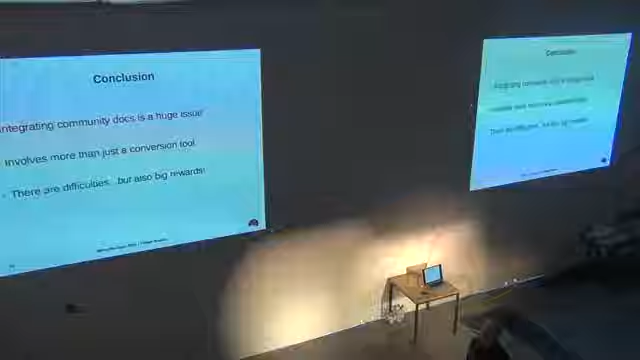 Conclusion
Integrating community docs is a huge issue
Involves more than just a conversion tool
There are difficulties...but also big rewards!
Conclusion